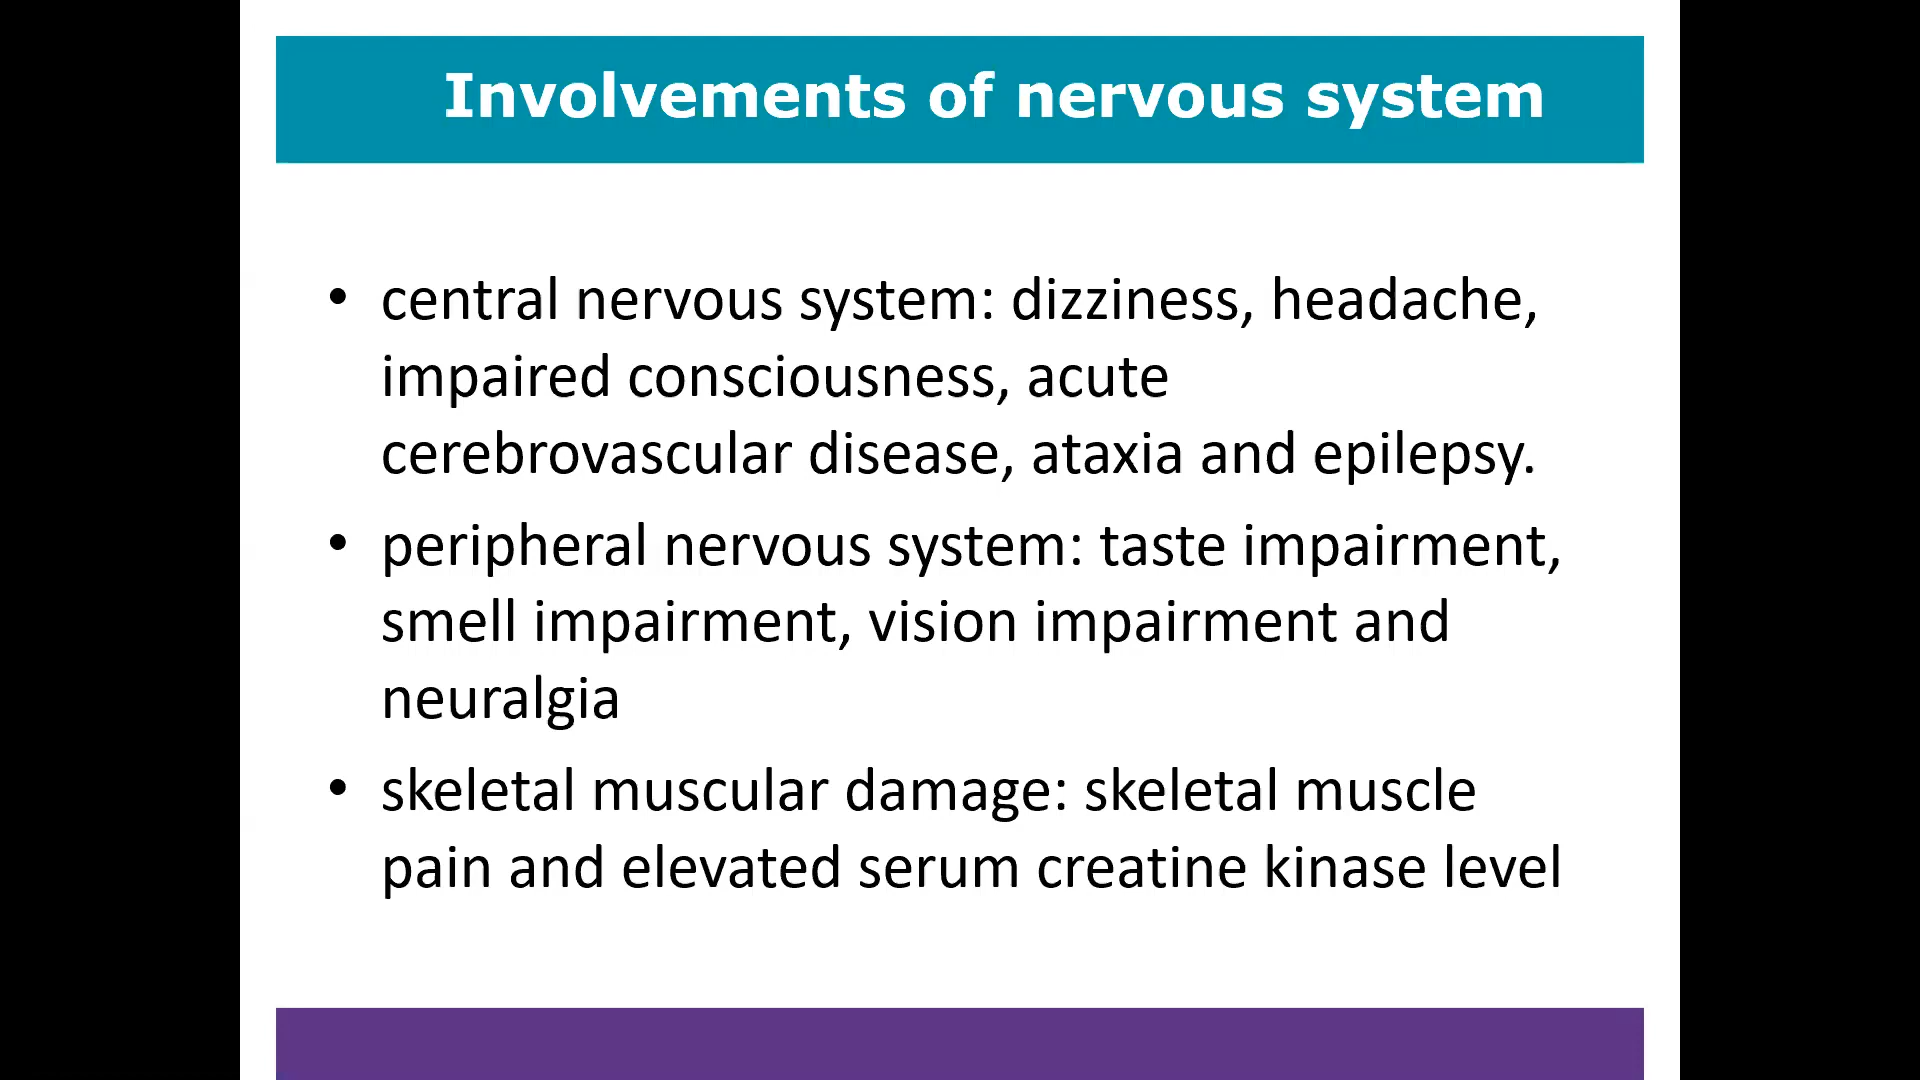 Involvements of nervous system
• central nervous system: dizziness, headache,
impaired consciousness, acute
cerebrovascular disease, ataxia and epilepsy.
• peripheral nervous system: taste impairment,
smell impairment, vision impairment and
neuralgia
• skeletal muscular damage: skeletal muscle
pain and elevated serum creatine kinase level